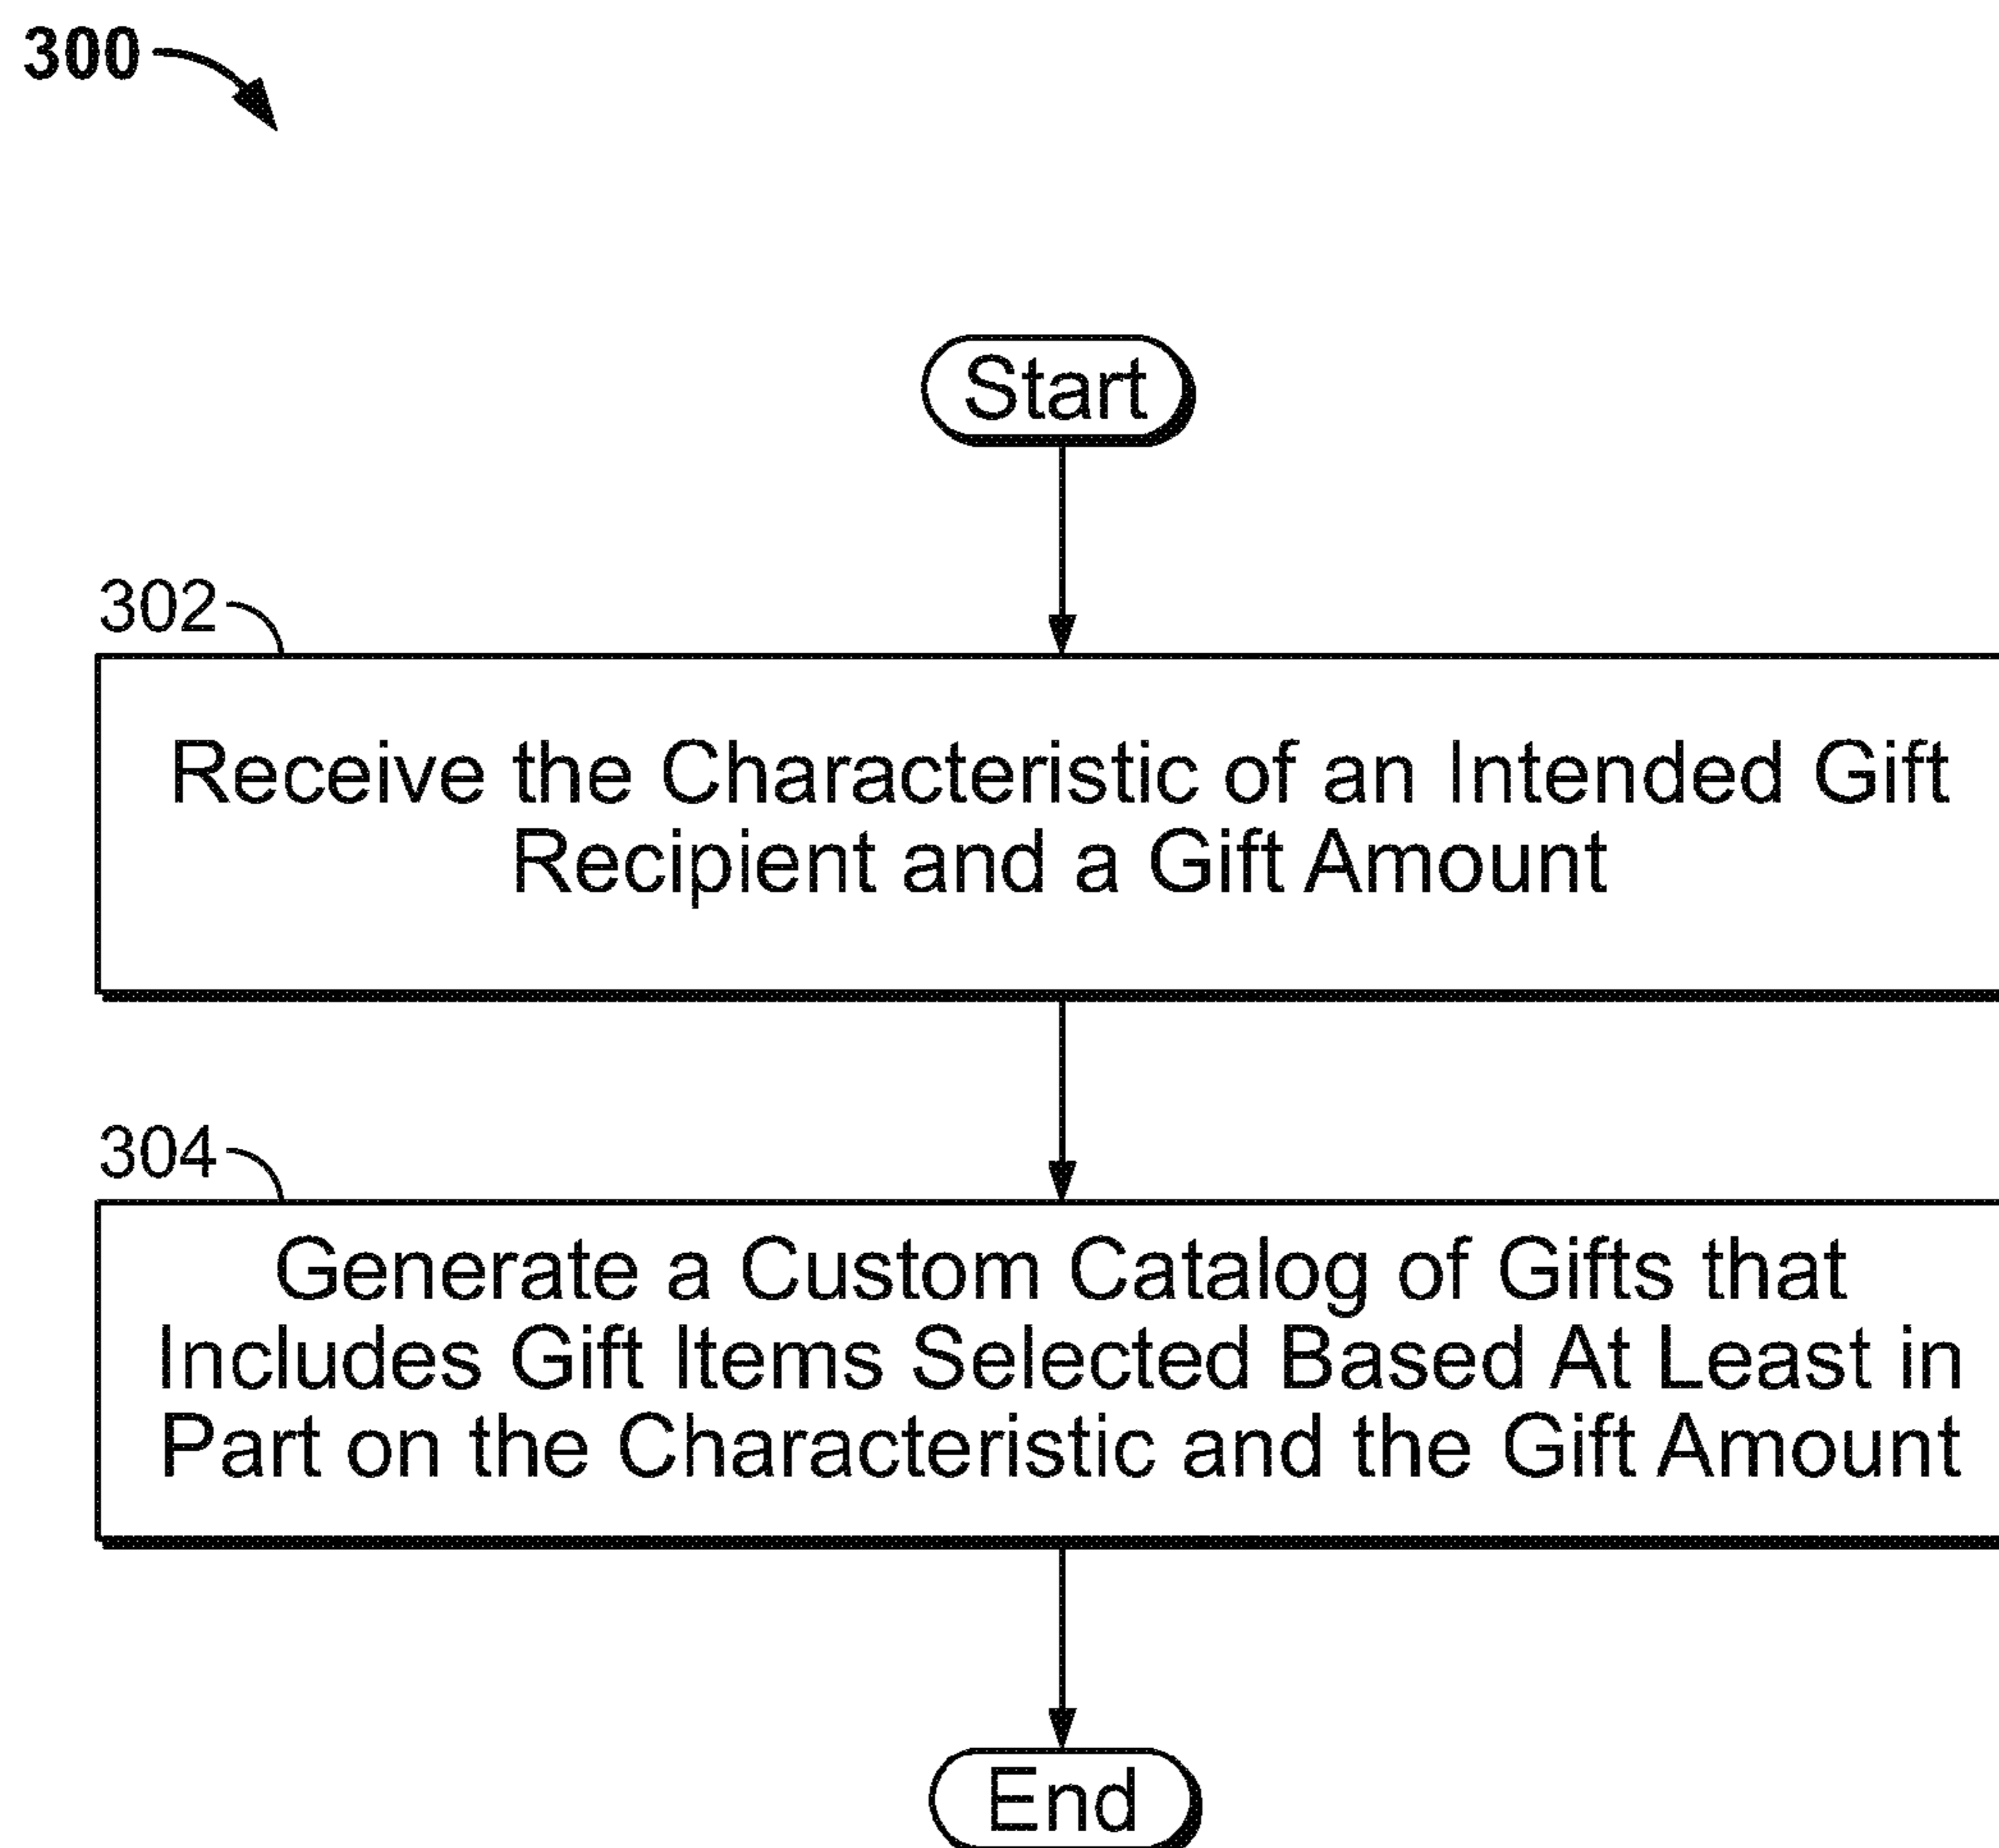 300
Start
302
Receive the Characteristic of an Intended Gift
Recipient and a Gift Amount
304
Generate a Custom Catalog of Gifts that
Includes Gift Items Selected Based At Least in
Part on the Characteristic and the Gift Amount
End